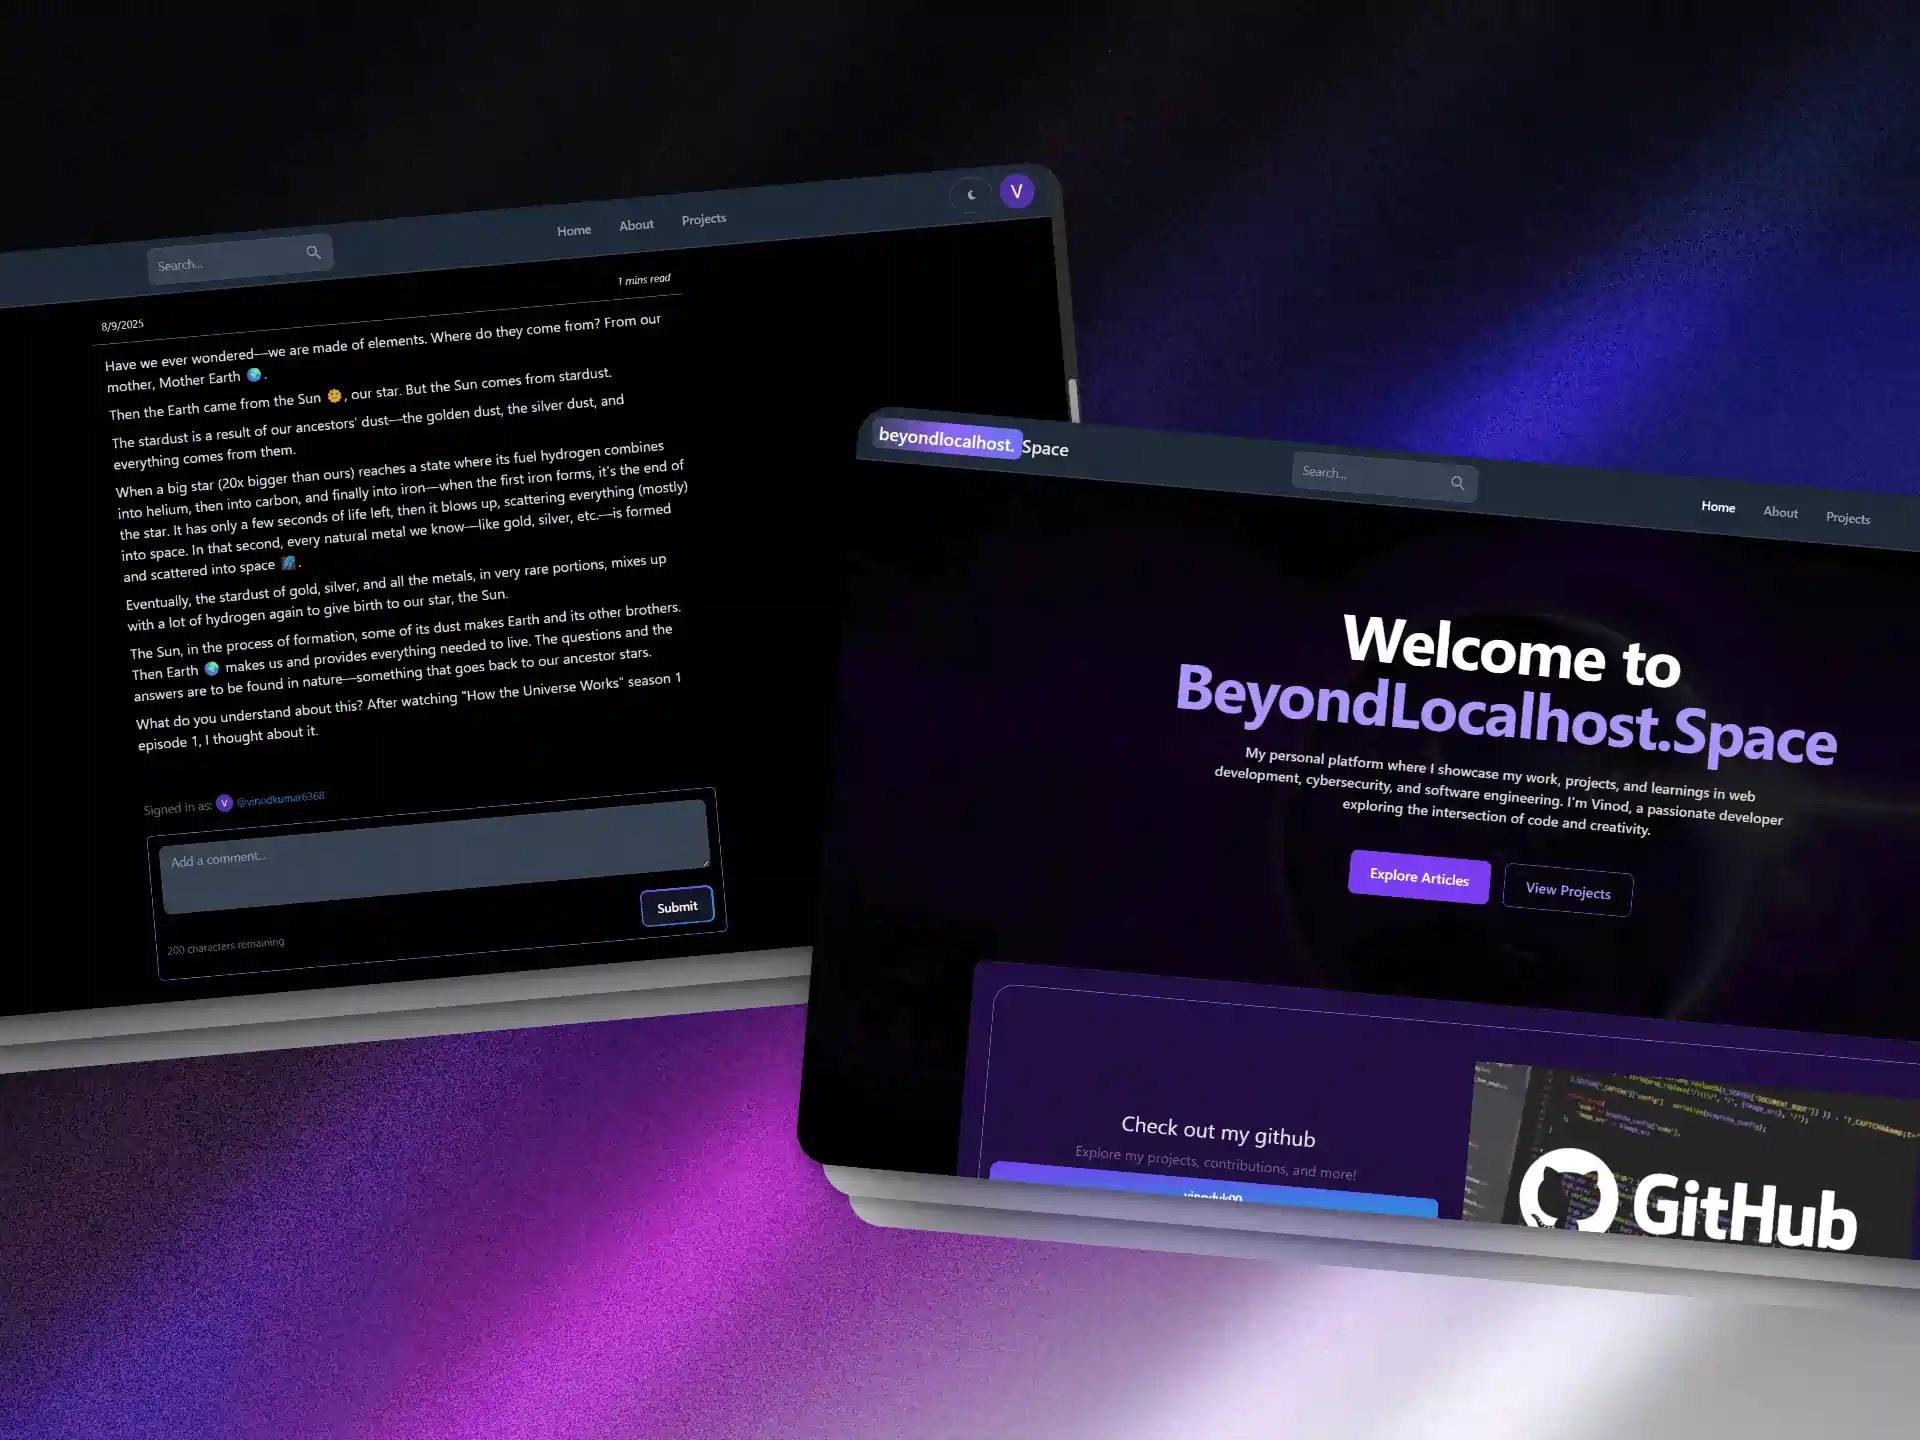 Search...
Home
About
Projects
V
8/9/2025
1 mins read
Have we ever wondered—we are made of elements. Where do they come from? From our
mother, Mother Earth 🌍.
Then the Earth came from the Sun 🌞, our star. But the Sun comes from stardust.
The stardust is a result of our ancestors' dust—the golden dust, the silver dust, and
everything comes from them.
When a big star (20x bigger than ours) reaches a state where its fuel hydrogen combines
into helium, then into carbon, and finally into iron—when the first iron forms, it's the end of
the star. It has only a few seconds of life left, then it blows up, scattering everything (mostly)
into space. In that second, every natural metal we know—like gold, silver, etc.—is formed
and scattered into space 🌌.
Eventually, the stardust of gold, silver, and all the metals, in very rare portions, mixes up
with a lot of hydrogen again to give birth to our star, the Sun.
The Sun, in the process of formation, some of its dust makes Earth and its other brothers.
Then Earth 🌍 makes us and provides everything needed to live. The questions and the
answers are to be found in nature—something that goes back to our ancestor stars.
What do you understand about this? After watching "How the Universe Works" season 1
episode 1, I thought about it.
Signed in as: V @vinodkumar6368
Add a comment...
Submit
200 characters remaining
beyondlocalhost. Space
Search...
Home
About
Projects
Welcome to
BeyondLocalhost.Space
My personal platform where I showcase my work, projects, and learnings in web
development, cybersecurity, and software engineering. I'm Vinod, a passionate developer
exploring the intersection of code and creativity.
Explore Articles
View Projects
Check out my github
Explore my projects, contributions, and more!
GitHub